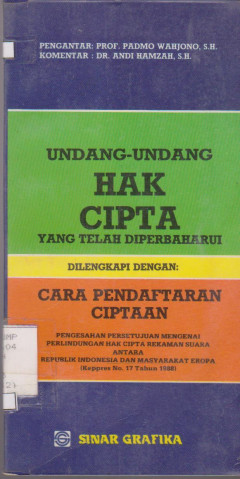 PENGANTAR: PROF. PADMO WAHJONO, S.H.
KOMENTAR : DR. ANDI HAMZAH, S.H.
UNDANG-UNDANG
HAK
CIPTA
YANG TELAH DIPERBAHARUI
DILENGKAPI DENGAN:
CARA PENDAFTARAN
CIPTAAN
PENGESAHAN PERSETUJUAN MENGENAI
PERLINDUNGAN HAK CIPTA REKAMAN SUARA
ANTARA
REPUNLIK INDONESIA DAN MASYARAKAT EROPA
(Keppres No. 17 Tahun 1988)
SINAR GRAFIKA